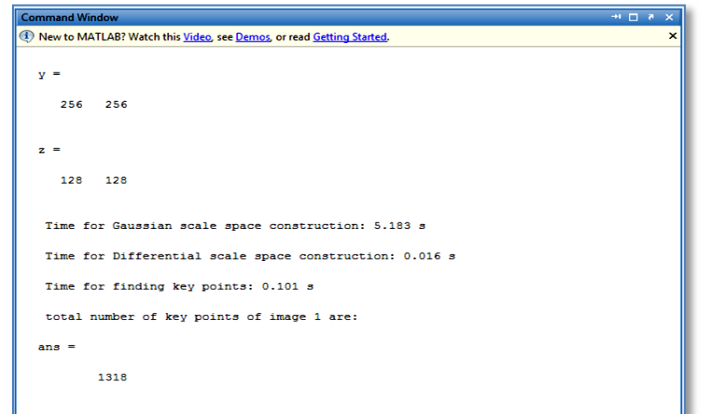 Command Window
New to MATLAB? Watch this Video, see Demos, or read Getting Started.
y =
256 256
z =
128 128
Time for Gaussian scale space construction: 5.183 s
Time for Differential scale space construction: 0.016 s
Time for finding key points: 0.101 s
total number of key points of image 1 are:
ans =
1318